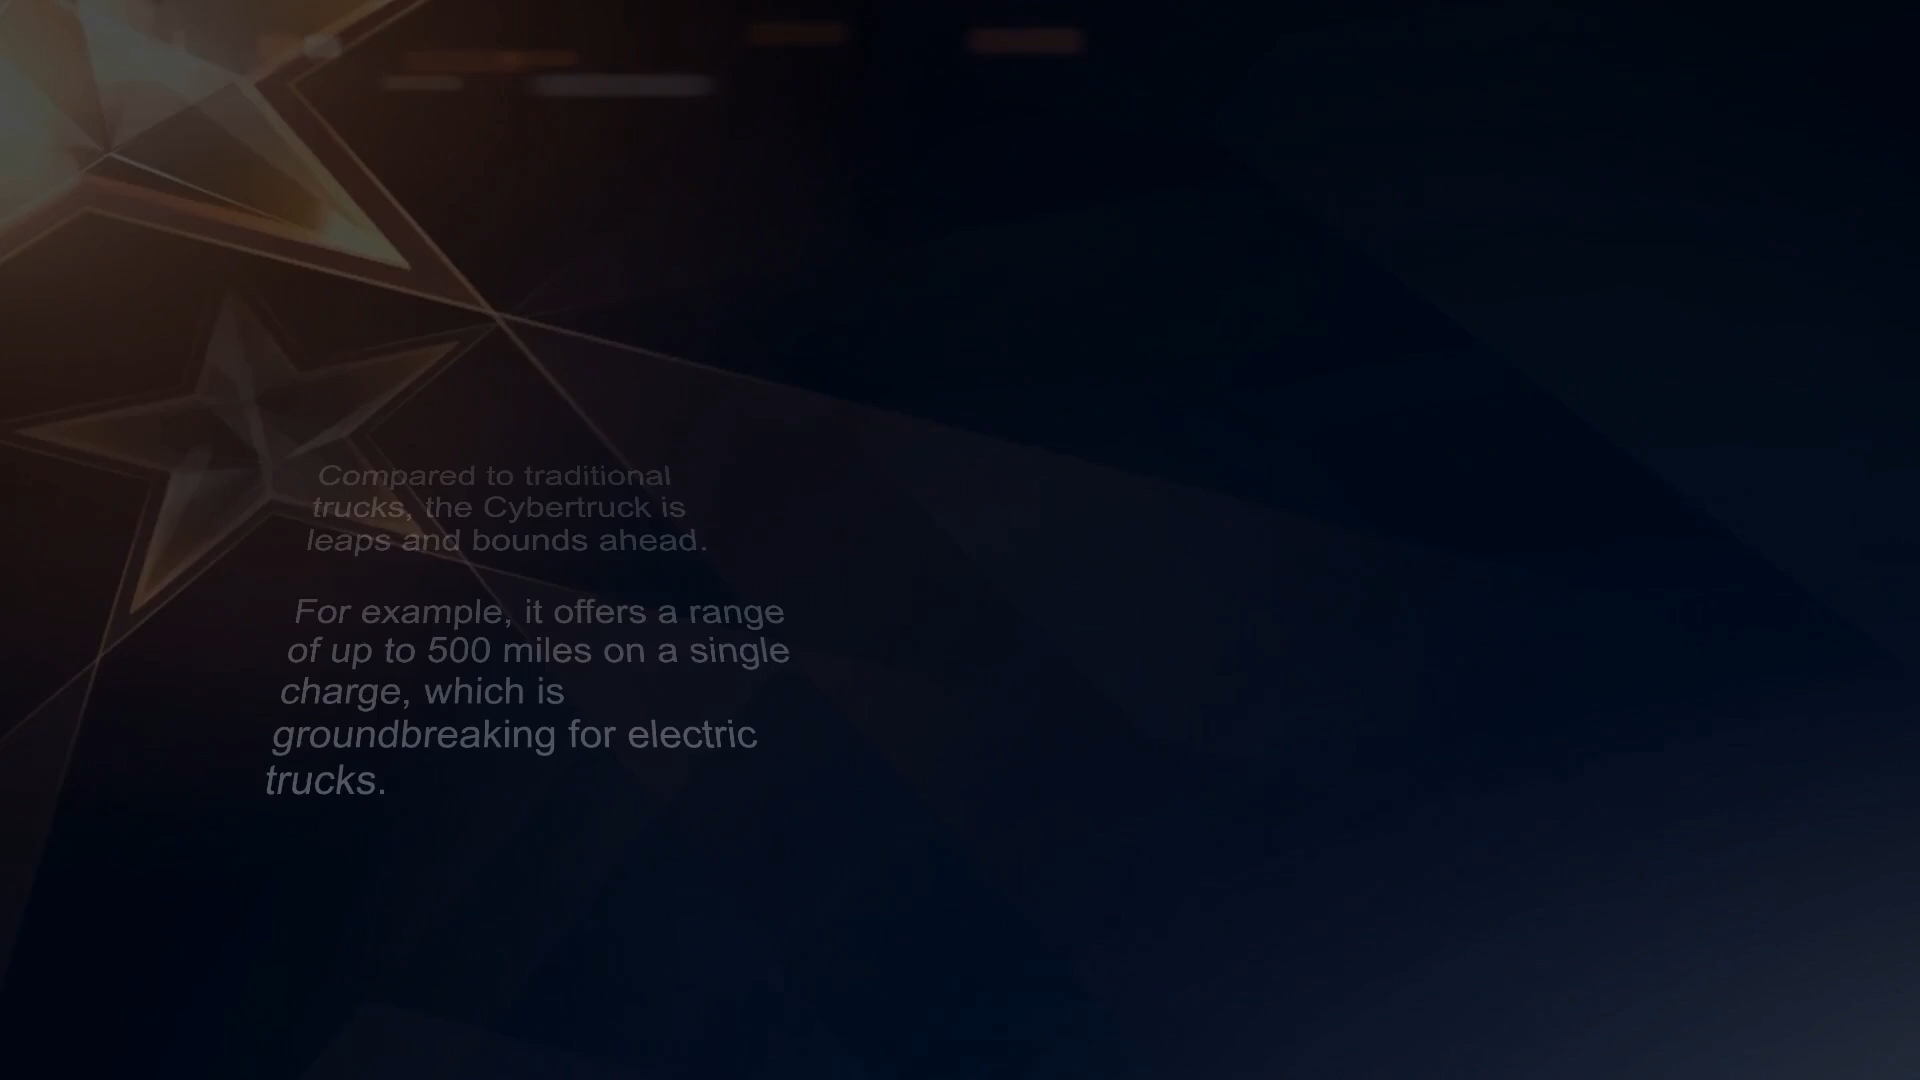 Compared to traditional
trucks, the Cybertruck is
leaps and bounds ahead.
For example, it offers a range
of up to 500 miles on a single
charge, which is
groundbreaking for electric
trucks.